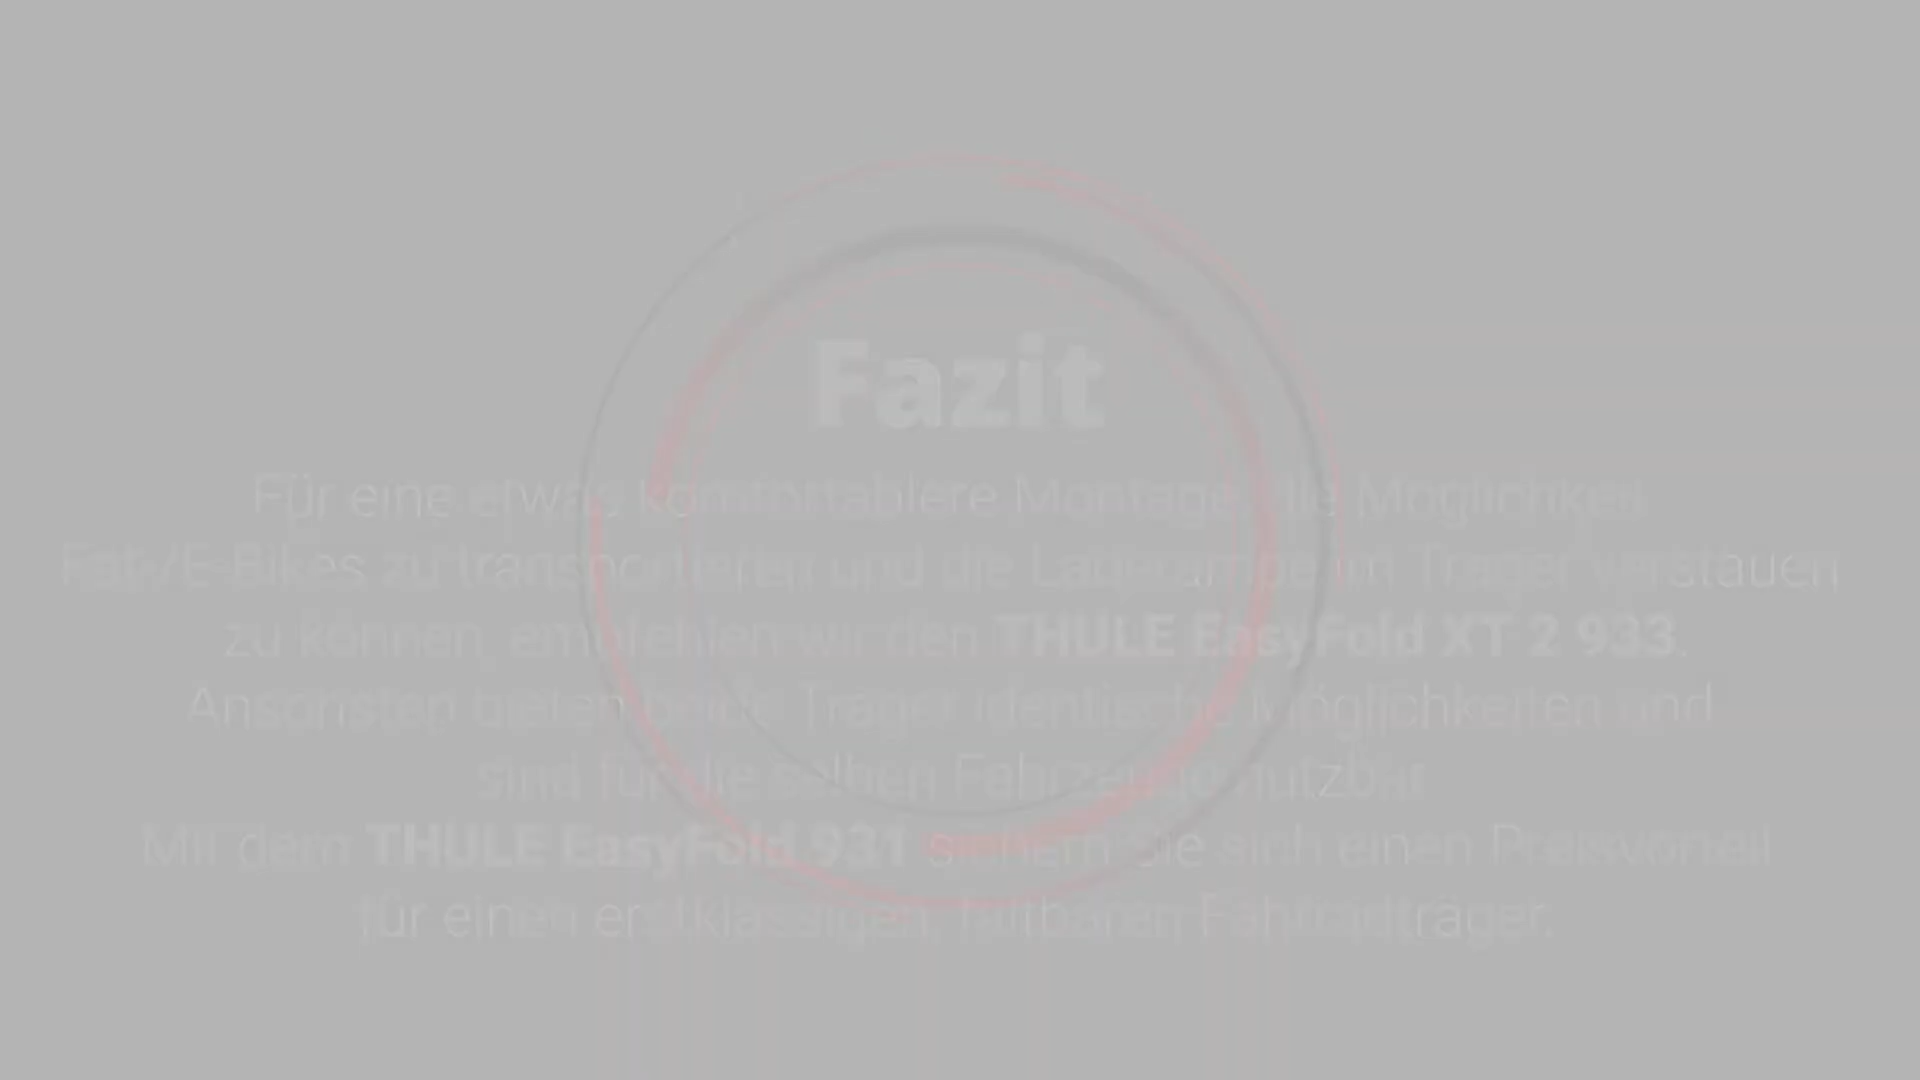 Fazit
Für eine etwas komfortablere Montage, die Möglichkeit
Fat-/E-Bikes zu transportieren und die Laderampe im Träger verstauen
zu können, empfehlen wir den THULE EasyFold XT 2 933.
Ansonsten bieten beide Träger identische Möglichkeiten und
sind für die selben Fahrzeuge nutzbar.
Mit dem THULE EasyFold 931 sichern Sie sich einen Preisvorteil
für einen erstklassigen, faltbaren Fahrradträger.